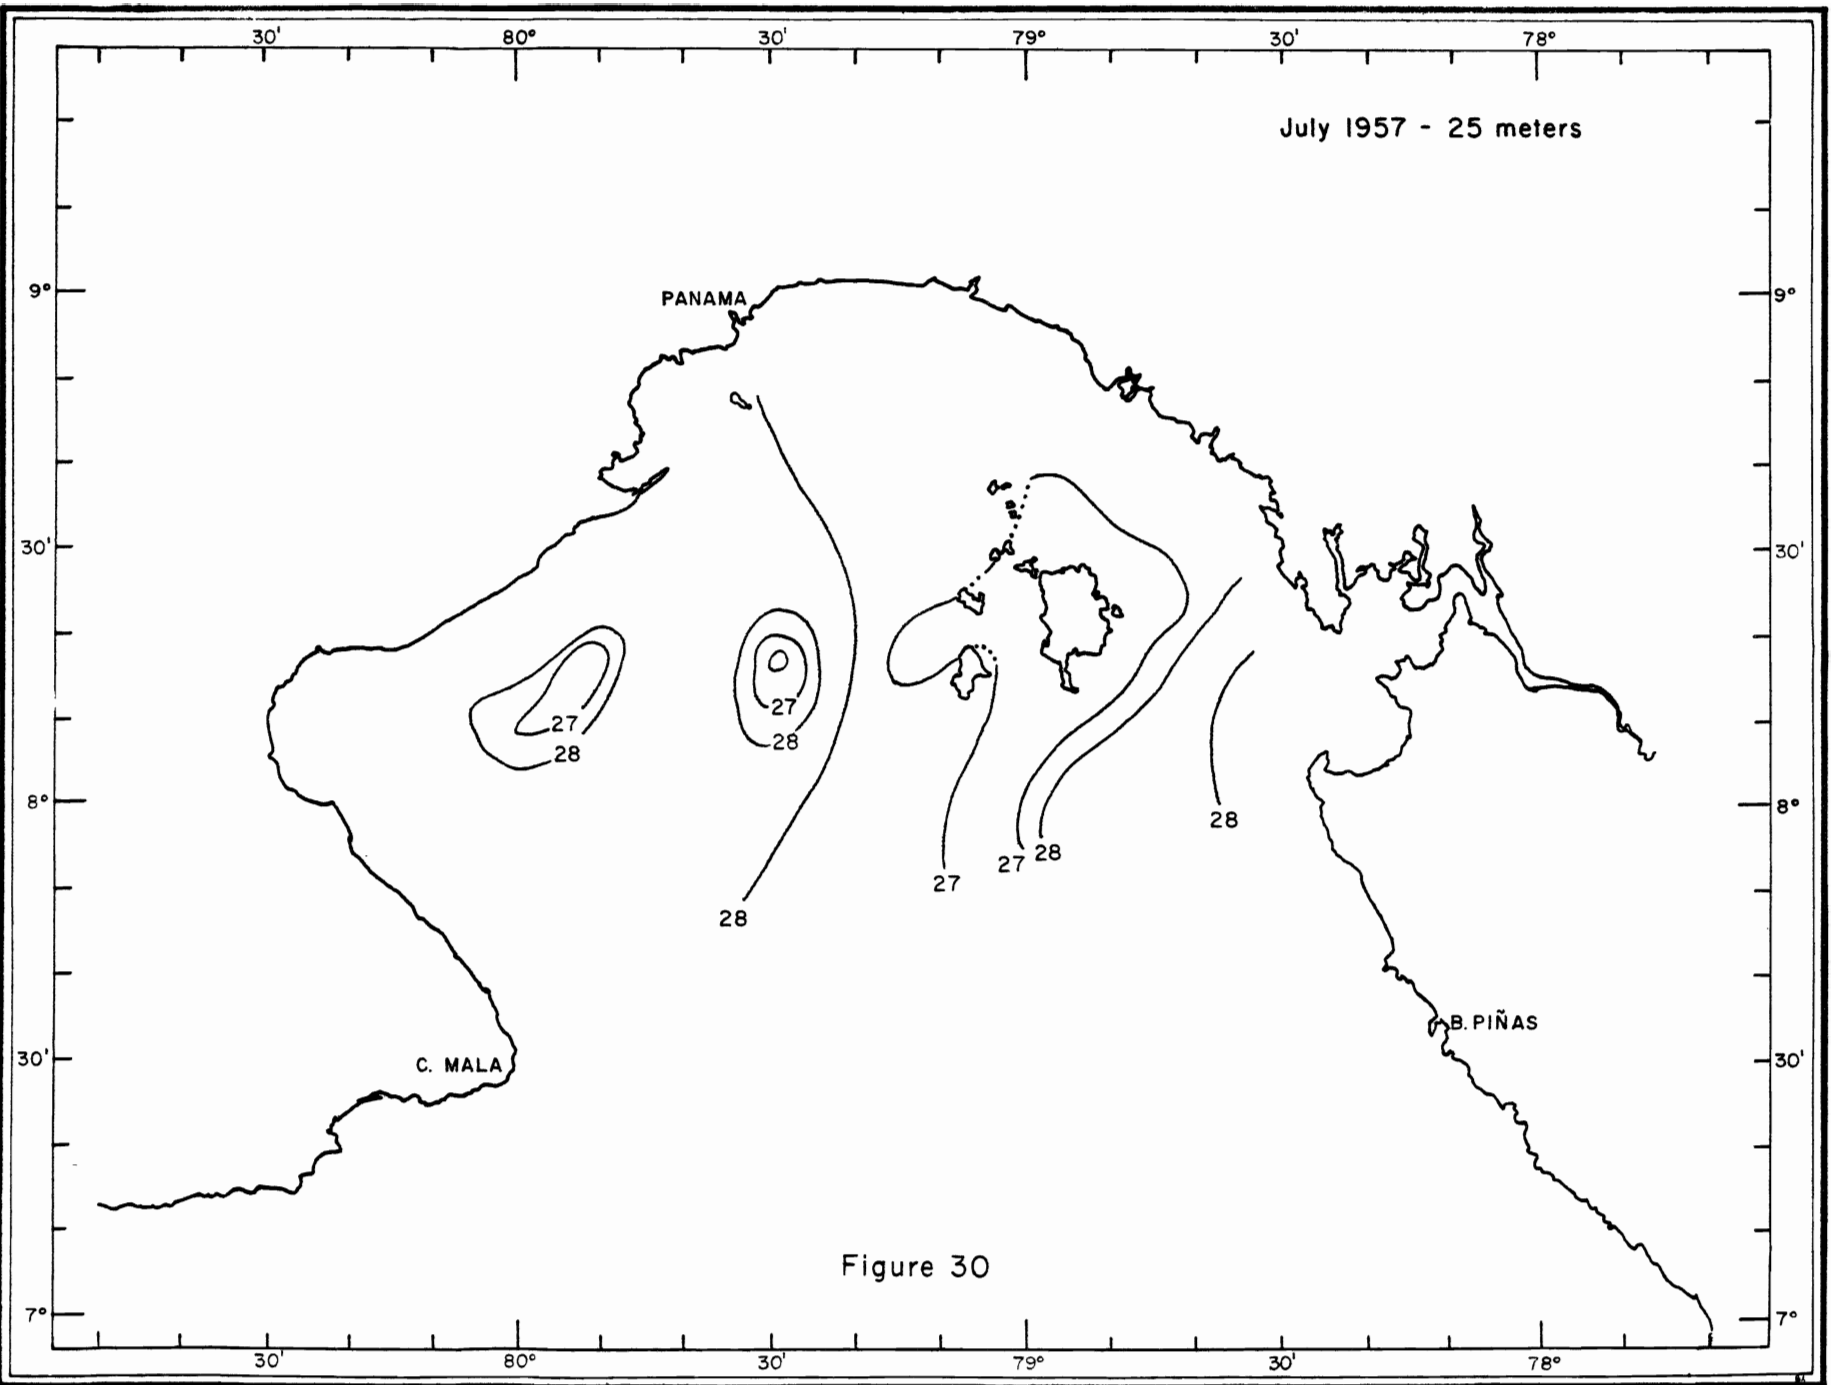 30' 80° 30' 79° 30' 78°
July 1957 - 25 meters
9° PANAMA 9°
30' 30'
27 27
28 28
8° 8°
28
27 28
27
28
B. PIÑAS
30' C. MALA 30'
Figure 30
7° 7°
30' 80° 30' 79° 30' 78°